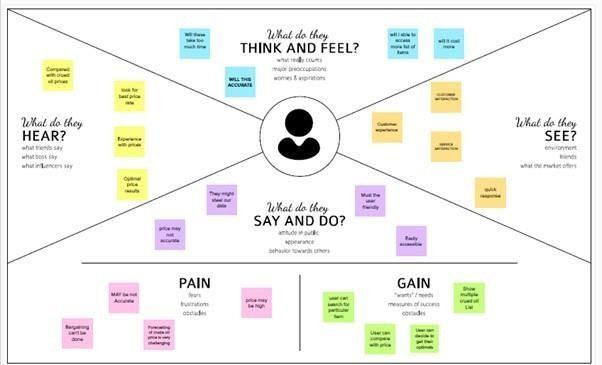 What do they
THINK AND FEEL?
what really counts
major preoccupations
worries & aspirations
Will these
take too
much time
WILL THIS
ACCURATE
will i able to
access
more list of
items
will it cost
more
What do they
HEAR?
what friends say
what boss say
what influencers say
Compared
with crued
oil prices
look for
best price
rate
Experience
with prices
Optimal
price
results
What do they
SEE?
environment
friends
what the market offers
CUSTOMER
SATISFACTION
Customer
experience
SERVICE
SATISFACTION
quick
response
What do they
SAY AND DO?
attitude in public
appearance
behavior towards others
They might
steal our
data
price may
not
accurate
Must the
user
friendly
Easily
accessible
PAIN
fears
frustrations
obstacles
MAY be not
Accurate
price may
be high
Bargaining
can't be
done
Forecasting
of crude oil
price is very
challenging
GAIN
"wants" / needs
measures of success
obstacles
user can
search for
particular
item
Show
multiple
crued oil
List
User can
compare
with price
User can
decide to
get their
optimals